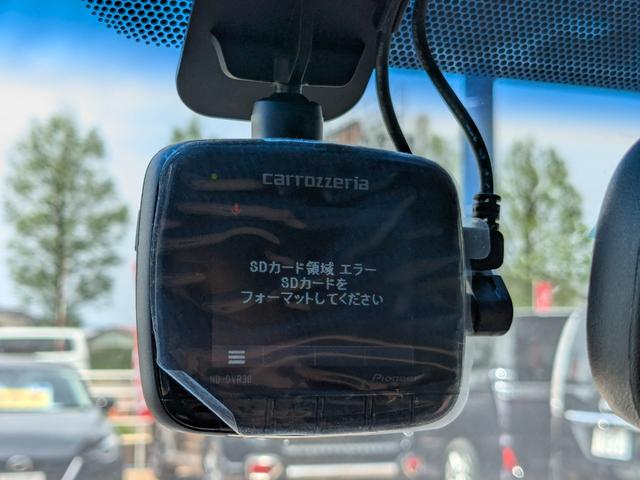 carrozzeria
SDカード領域 エラー
SDカードを
フォーマットしてください
ND-DVR30
Pioneer